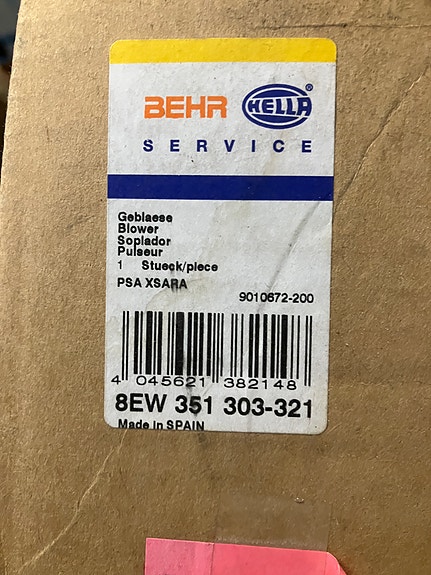 BEHR HELLA ®
SERVICE
Geblaese
Blower
Soplador
Pulseur
1 Stueck/piece
PSA XSARA
9010672-200
4 045621 382148
8EW 351 303-321
Made in SPAIN